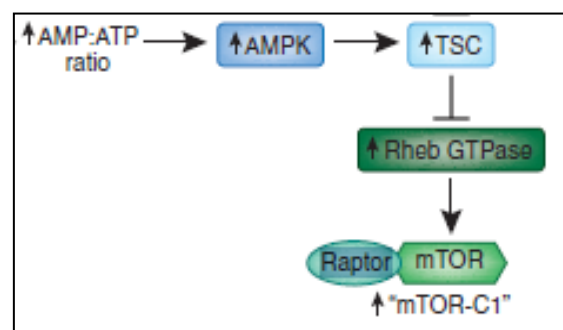 ↑AMP:ATP
ratio
↑AMPK
↑TSC
↑Rheb GTPase
Raptor
mTOR
↑"mTOR-C1"